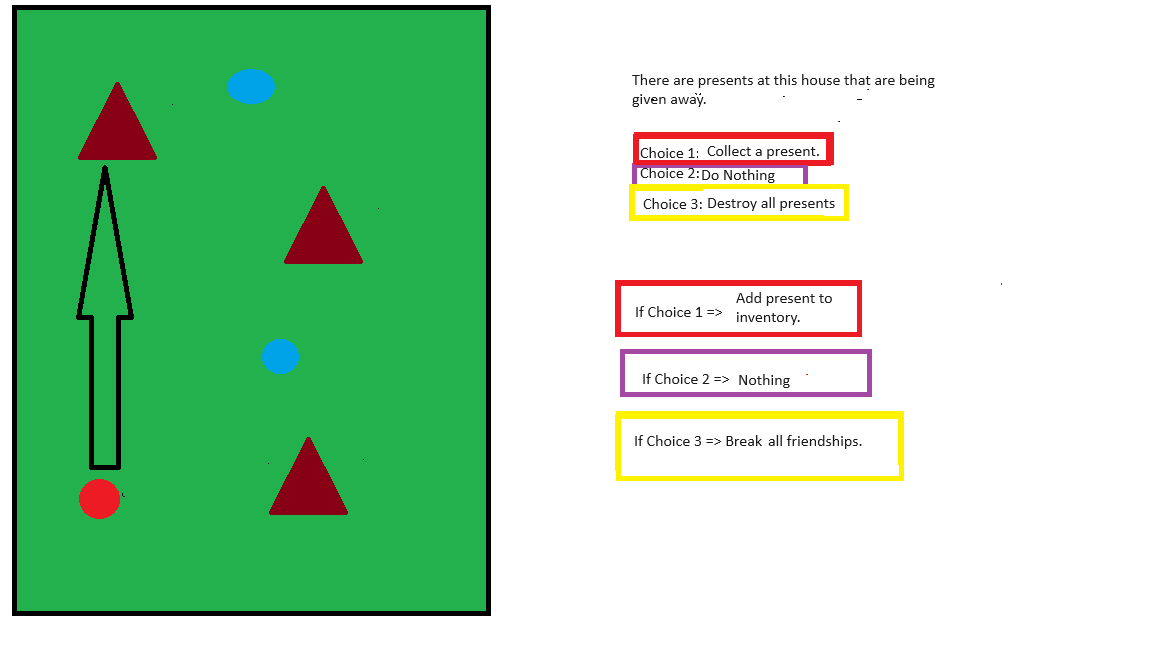 There are presents at this house that are being
given away.
Choice 1: Collect a present.
Choice 2: Do Nothing
Choice 3: Destroy all presents
If Choice 1 => Add present to
inventory.
If Choice 2 => Nothing
If Choice 3 => Break all friendships.